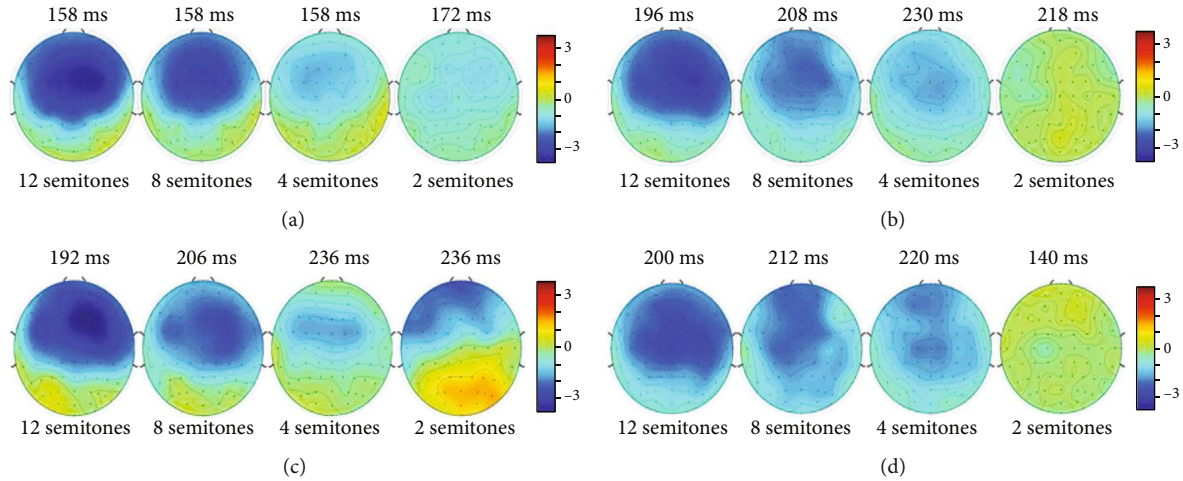 158 ms 158 ms 158 ms 172 ms
3
0
−3
12 semitones 8 semitones 4 semitones 2 semitones
(a)
196 ms 208 ms 230 ms 218 ms
3
0
−3
12 semitones 8 semitones 4 semitones 2 semitones
(b)
192 ms 206 ms 236 ms 236 ms
3
0
−3
12 semitones 8 semitones 4 semitones 2 semitones
(c)
200 ms 212 ms 220 ms 140 ms
3
0
−3
12 semitones 8 semitones 4 semitones 2 semitones
(d)